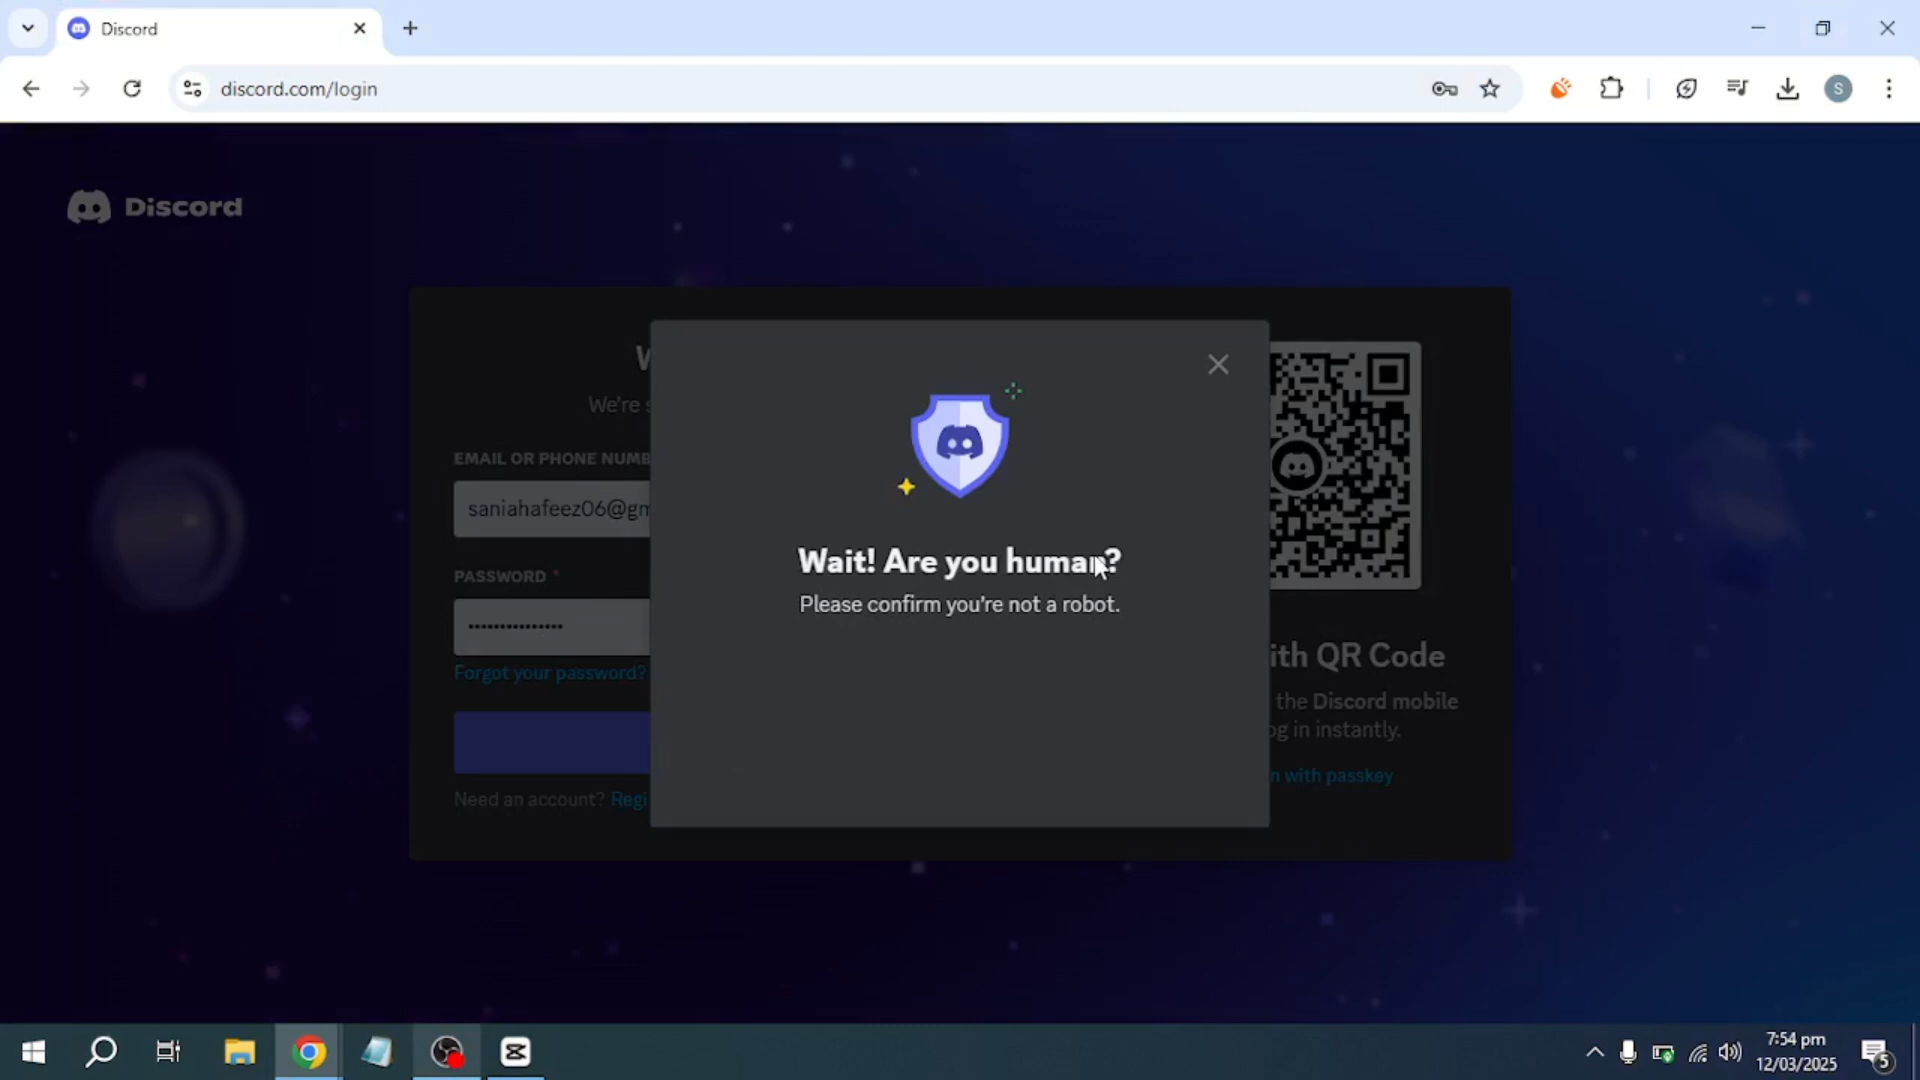 Discord
discord.com/login
S
Discord
W
We're s
EMAIL OR PHONE NUMB
saniahafeez06@gm
PASSWORD *
Forgot your password?
Need an account? Regi
Wait! Are you human?
Please confirm you're not a robot.
ith QR Code
the Discord mobile
og in instantly.
n with passkey
7:54 pm
12/03/2025
5